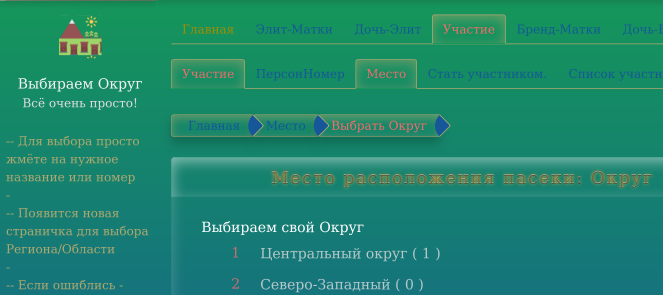 Выбираем Округ
Всё очень просто!
-- Для выбора просто
жмёте на нужное
название или номер
-
-- Появится новая
страничка для выбора
Региона/Области
-
-- Если ошиблись -
Главная Элит-Матки Дочь-Элит Участие Бренд-Матки
Участие ПерсонНомер Место Стать участником. Список участн
Главная Место Выбрать Округ
Место расположения пасеки: Округ
Выбираем свой Округ
1 Центральный округ ( 1 )
2 Северо-Западный ( 0 )